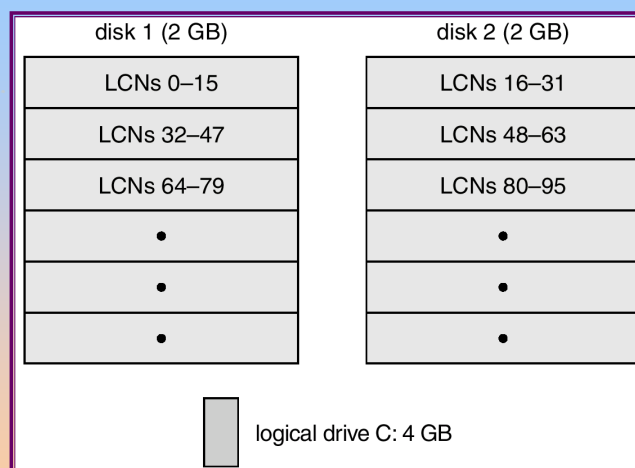 disk 1 (2 GB) disk 2 (2 GB)
LCNs 0–15 LCNs 16–31
LCNs 32–47 LCNs 48–63
LCNs 64–79 LCNs 80–95
logical drive C: 4 GB